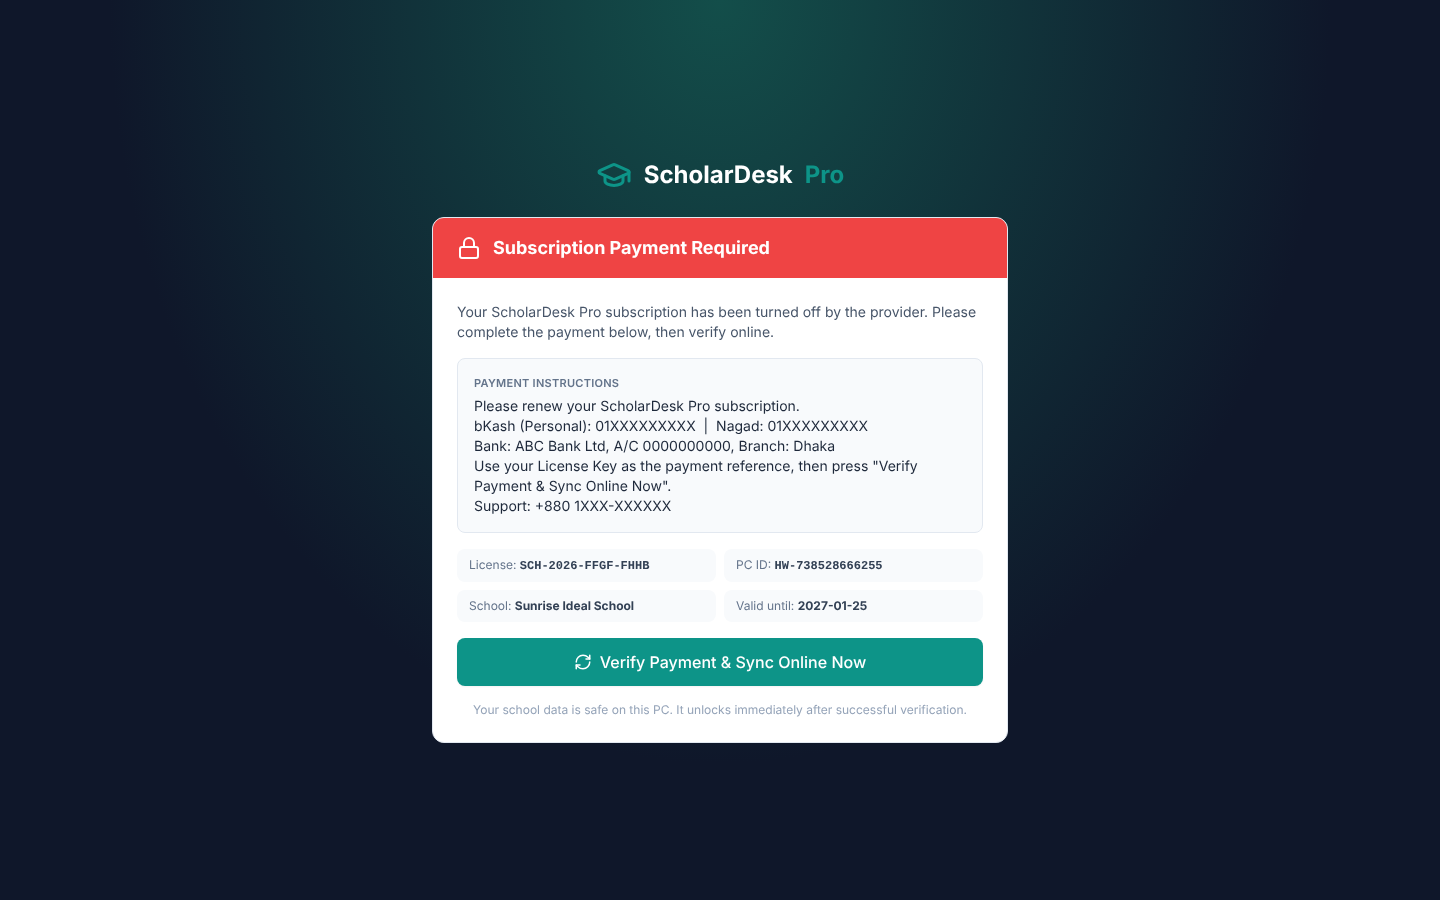 ScholarDesk Pro
Subscription Payment Required
Your ScholarDesk Pro subscription has been turned off by the provider. Please
complete the payment below, then verify online.
PAYMENT INSTRUCTIONS
Please renew your ScholarDesk Pro subscription.
bKash (Personal): 01XXXXXXXXX | Nagad: 01XXXXXXXXX
Bank: ABC Bank Ltd, A/C 0000000000, Branch: Dhaka
Use your License Key as the payment reference, then press "Verify
Payment & Sync Online Now".
Support: +880 1XXX-XXXXXX
License: SCH-2026-FFGF-FHHB
PC ID: HW-738528666255
School: Sunrise Ideal School
Valid until: 2027-01-25
Verify Payment & Sync Online Now
Your school data is safe on this PC. It unlocks immediately after successful verification.